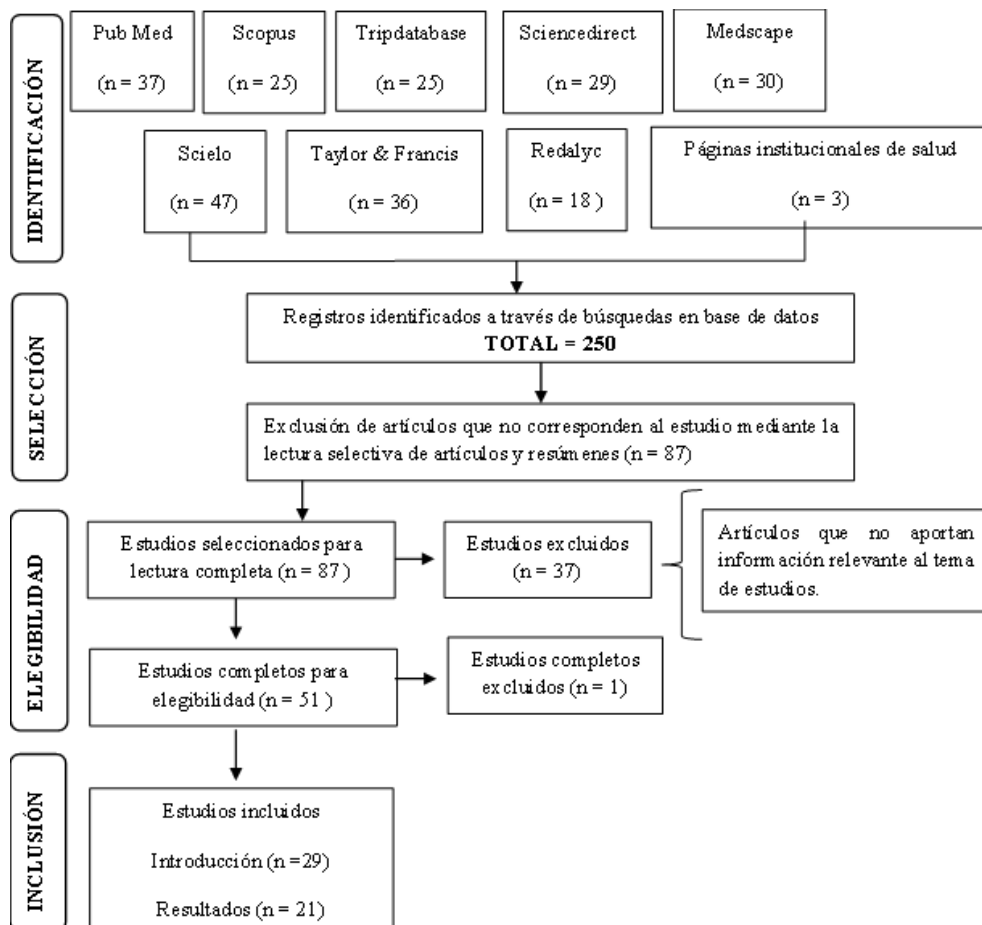 IDENTIFICACIÓN
Pub Med
(n = 37)
Scopus
(n = 25)
Tripdatabase
(n = 25)
Sciencedirect
(n = 29)
Medscape
(n = 30)
Scielo
(n = 47)
Taylor & Francis
(n = 36)
Redalyc
(n = 18 )
Páginas institucionales de salud
(n = 3)
SELECCIÓN
Registros identificados a través de búsquedas en base de datos
TOTAL = 250
Exclusión de artículos que no corresponden al estudio mediante la
lectura selectiva de artículos y resúmenes (n = 87)
ELEGIBILIDAD
Estudios seleccionados para
lectura completa (n = 87 )
Estudios excluidos
(n = 37)
Artículos que no aportan
información relevante al tema
de estudios.
Estudios completos para
elegibilidad (n = 51 )
Estudios completos
excluidos (n = 1)
INCLUSIÓN
Estudios incluidos
Introducción (n =29)
Resultados (n = 21)